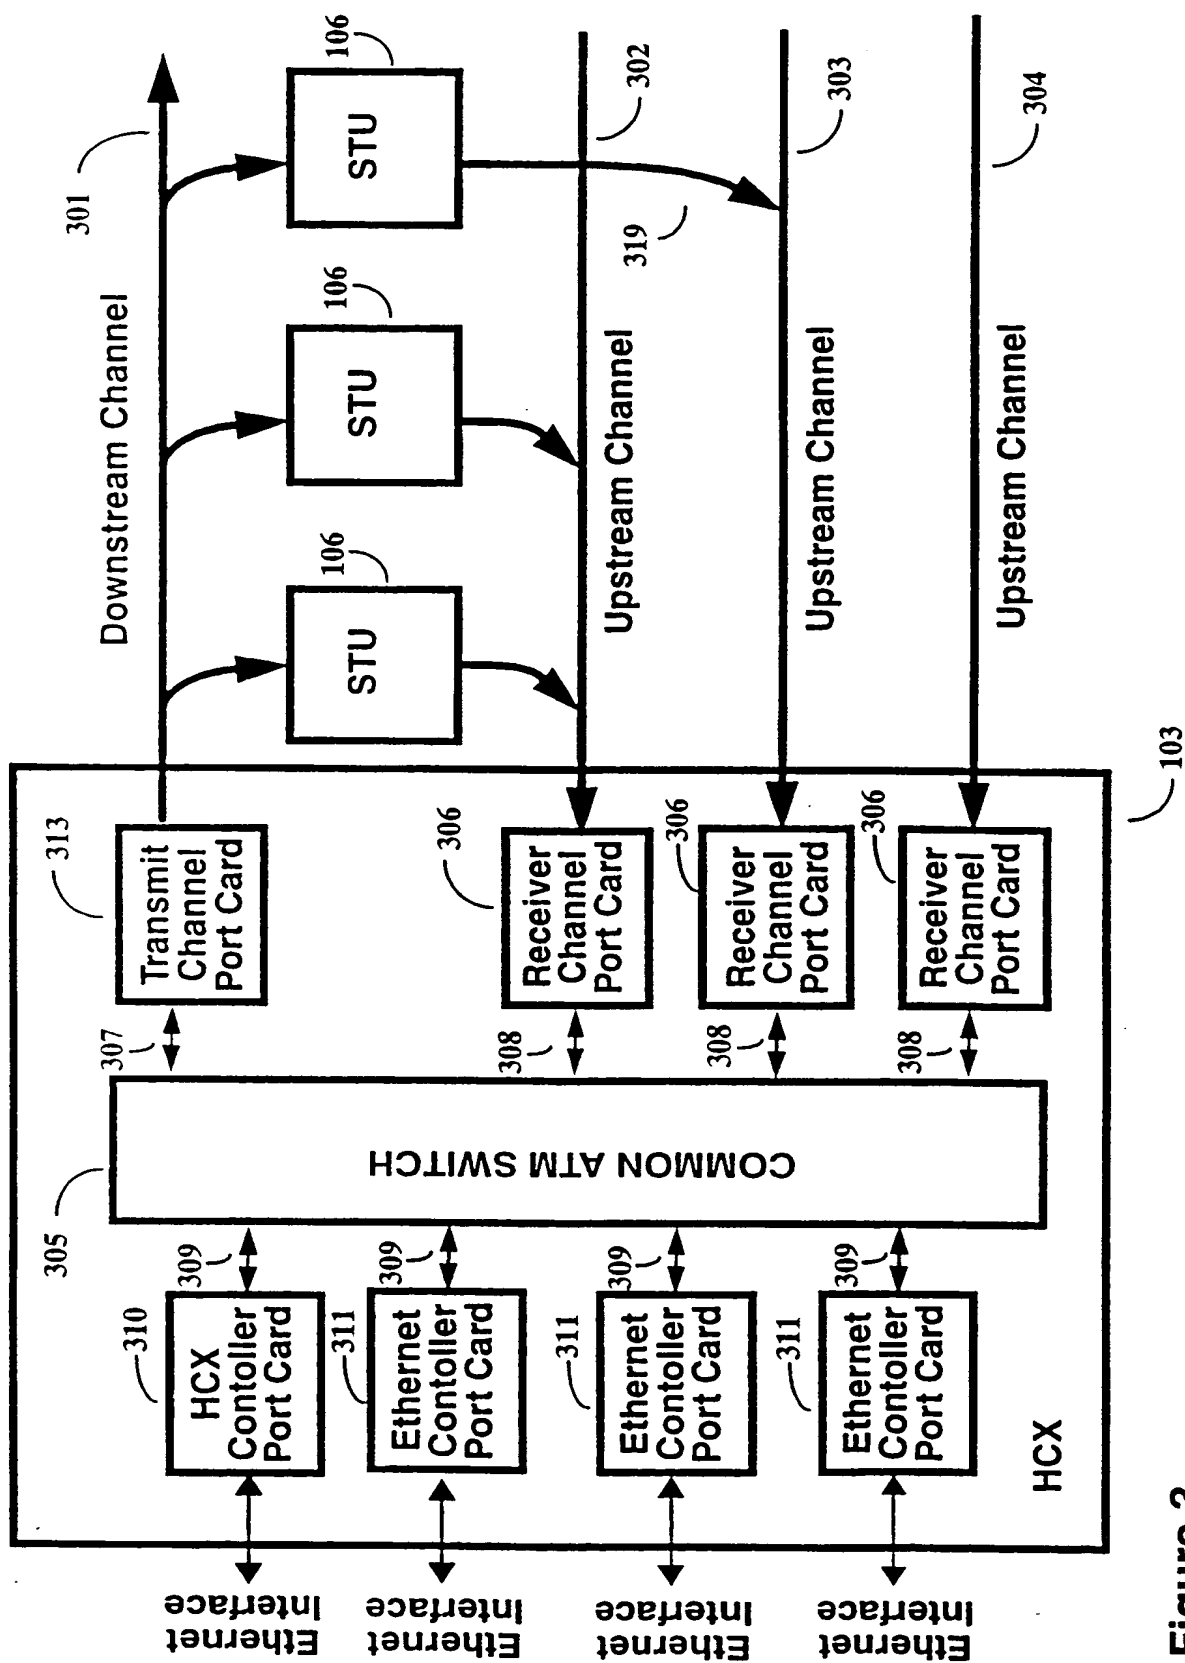 301
Downstream Channel
106
STU
106
STU
106
STU
302
Upstream Channel
319
303
Upstream Channel
304
Upstream Channel
313
Transmit
Channel
Port Card
306
Receiver
Channel
Port Card
306
Receiver
Channel
Port Card
306
Receiver
Channel
Port Card
307
308
308
308
305
COMMON ATM SWITCH
309
309
309
309
310
HCX
Contoller
Port Card
311
Ethernet
Contoller
Port Card
311
Ethernet
Contoller
Port Card
311
Ethernet
Contoller
Port Card
Ethernet
Interface
Ethernet
Interface
Ethernet
Interface
Ethernet
Interface
HCX
103
Figure 3